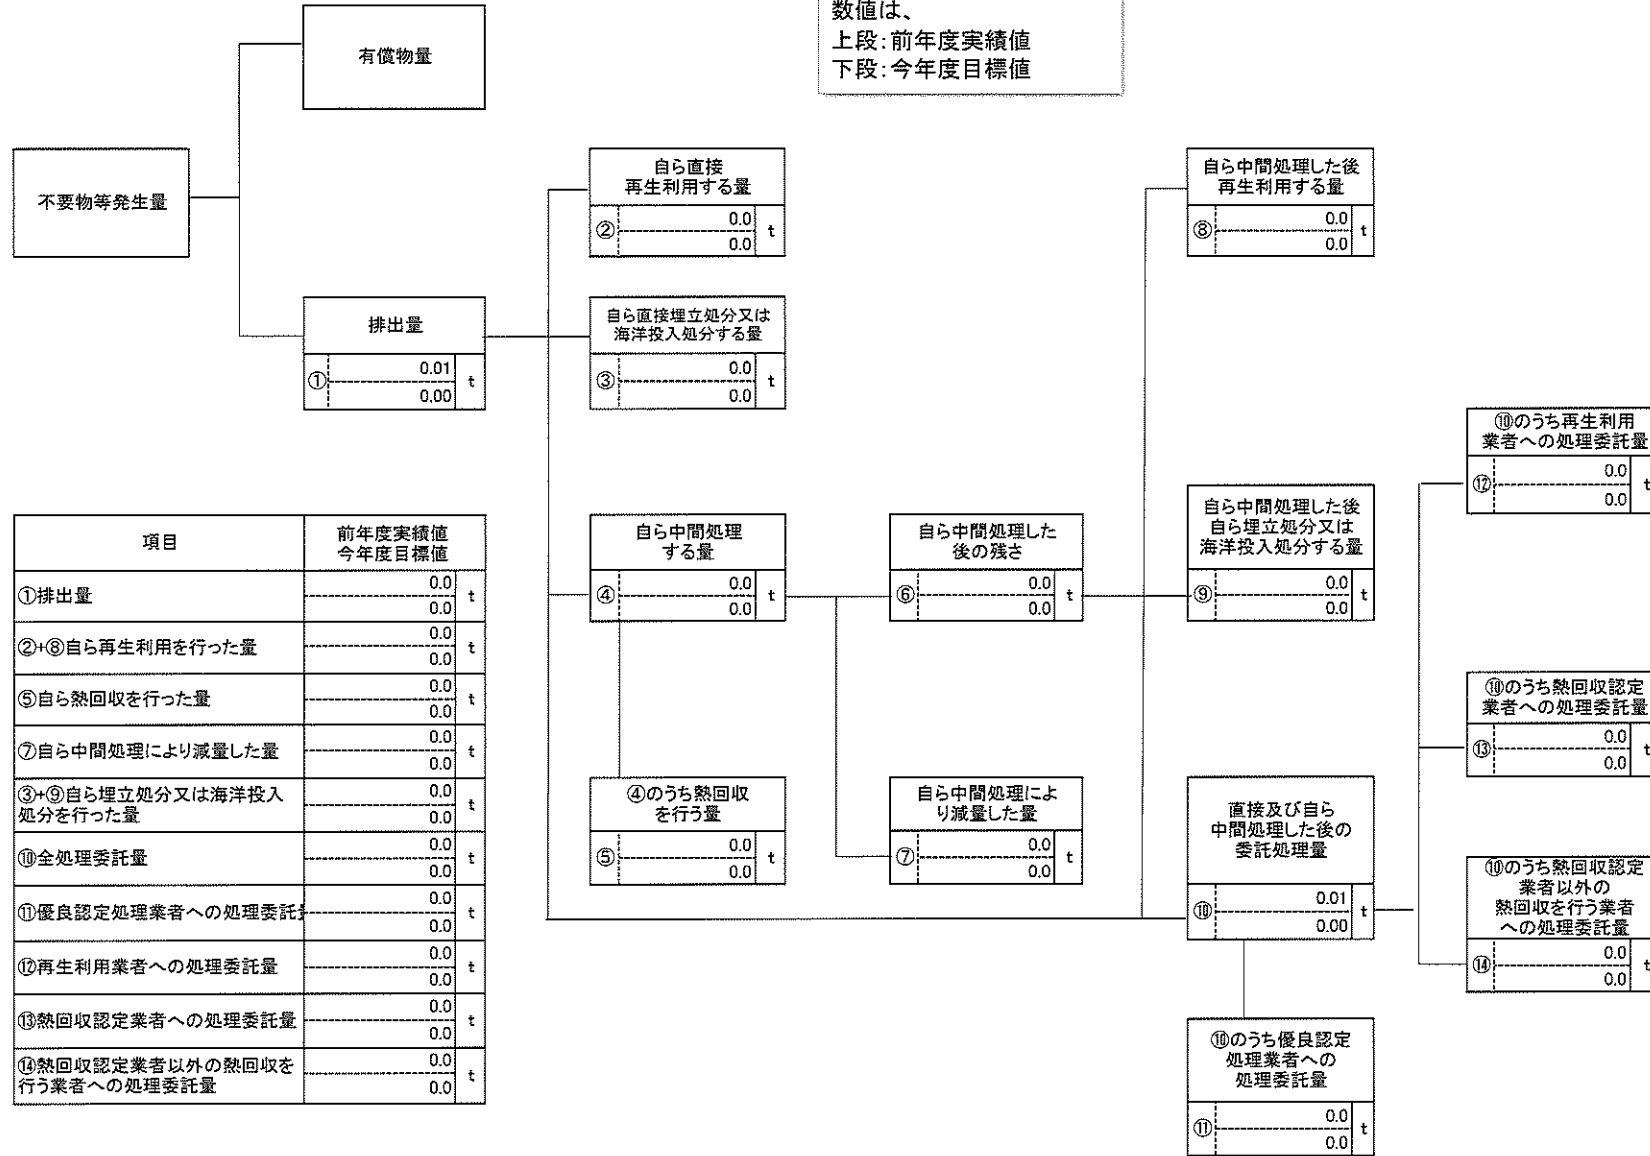 数値は、
上段:前年度実績値
下段:今年度目標値
有償物量
不要物等発生量
排出量
① 0.01 t
0.00
自ら直接
再生利用する量
② 0.0 t
0.0
自ら直接埋立処分又は
海洋投入処分する量
③ 0.0 t
0.0
自ら中間処理
する量
④ 0.0 t
0.0
④のうち熱回収
を行う量
⑤ 0.0 t
0.0
自ら中間処理した
後の残さ
⑥ 0.0 t
0.0
自ら中間処理によ
り減量した量
⑦ 0.0 t
0.0
自ら中間処理した後
再生利用する量
⑧ 0.0 t
0.0
自ら中間処理した後
自ら埋立処分又は
海洋投入処分する量
⑨ 0.0 t
0.0
直接及び自ら
中間処理した後の
委託処理量
⑩ 0.01 t
0.00
⑩のうち優良認定
処理業者への
処理委託量
⑪ 0.0 t
0.0
⑩のうち再生利用
業者への処理委託量
⑫ 0.0 t
0.0
⑩のうち熱回収認定
業者への処理委託量
⑬ 0.0 t
0.0
⑩のうち熱回収認定
業者以外の
熱回収を行う業者
への処理委託量
⑭ 0.0 t
0.0
項目 前年度実績値
今年度目標値
①排出量 0.0 t
0.0
②+⑧自ら再生利用を行った量 0.0 t
0.0
⑤自ら熱回収を行った量 0.0 t
0.0
⑦自ら中間処理により減量した量 0.0 t
0.0
③+⑨自ら埋立処分又は海洋投入
処分を行った量 0.0 t
0.0
⑩全処理委託量 0.0 t
0.0
⑪優良認定処理業者への処理委託 0.0 t
0.0
⑫再生利用業者への処理委託量 0.0 t
0.0
⑬熱回収認定業者への処理委託量 0.0 t
0.0
⑭熱回収認定業者以外の熱回収を
行う業者への処理委託量 0.0 t
0.0